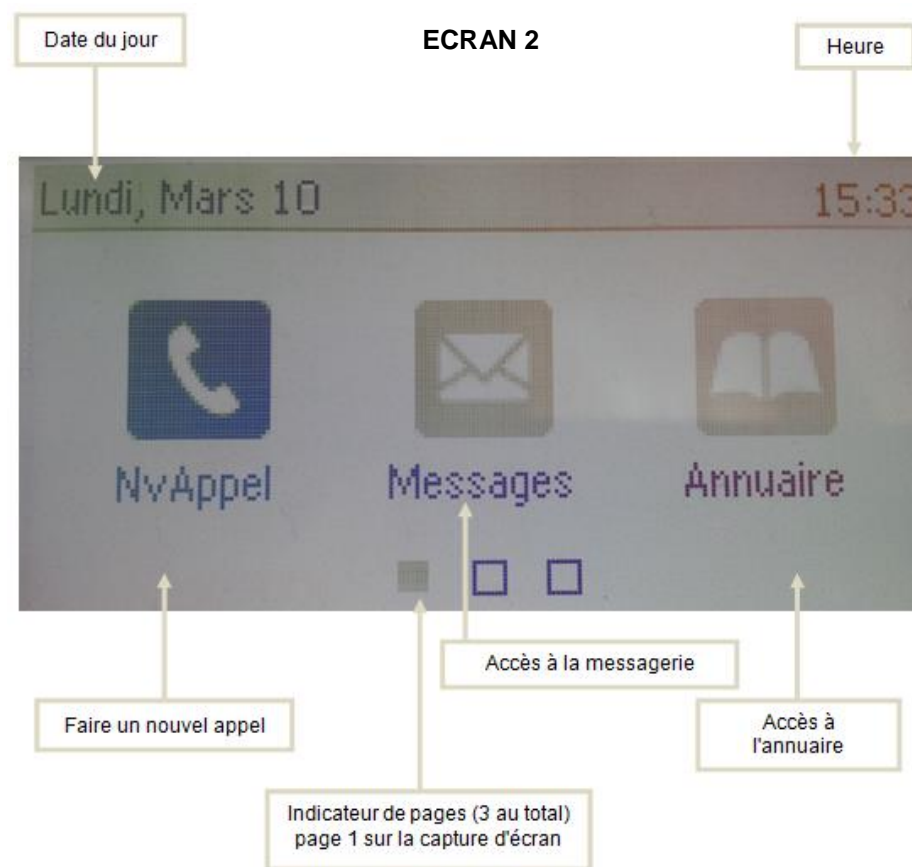 Date du jour
ECRAN 2
Heure
Lundi, Mars 10
15:33
NvAppel
Messages
Annuaire
Accès à la messagerie
Faire un nouvel appel
Accès à
l'annuaire
Indicateur de pages (3 au total)
page 1 sur la capture d'écran